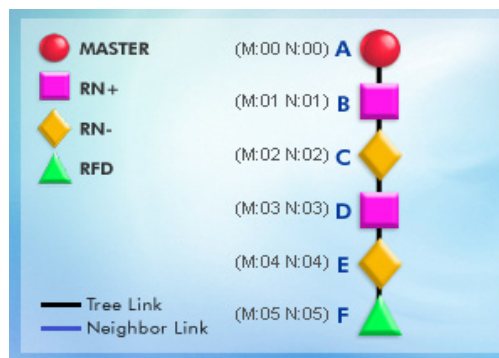 MASTER
RN+
RN-
RFD
(M:00 N:00) A
(M:01 N:01) B
(M:02 N:02) C
(M:03 N:03) D
(M:04 N:04) E
(M:05 N:05) F
Tree Link
Neighbor Link